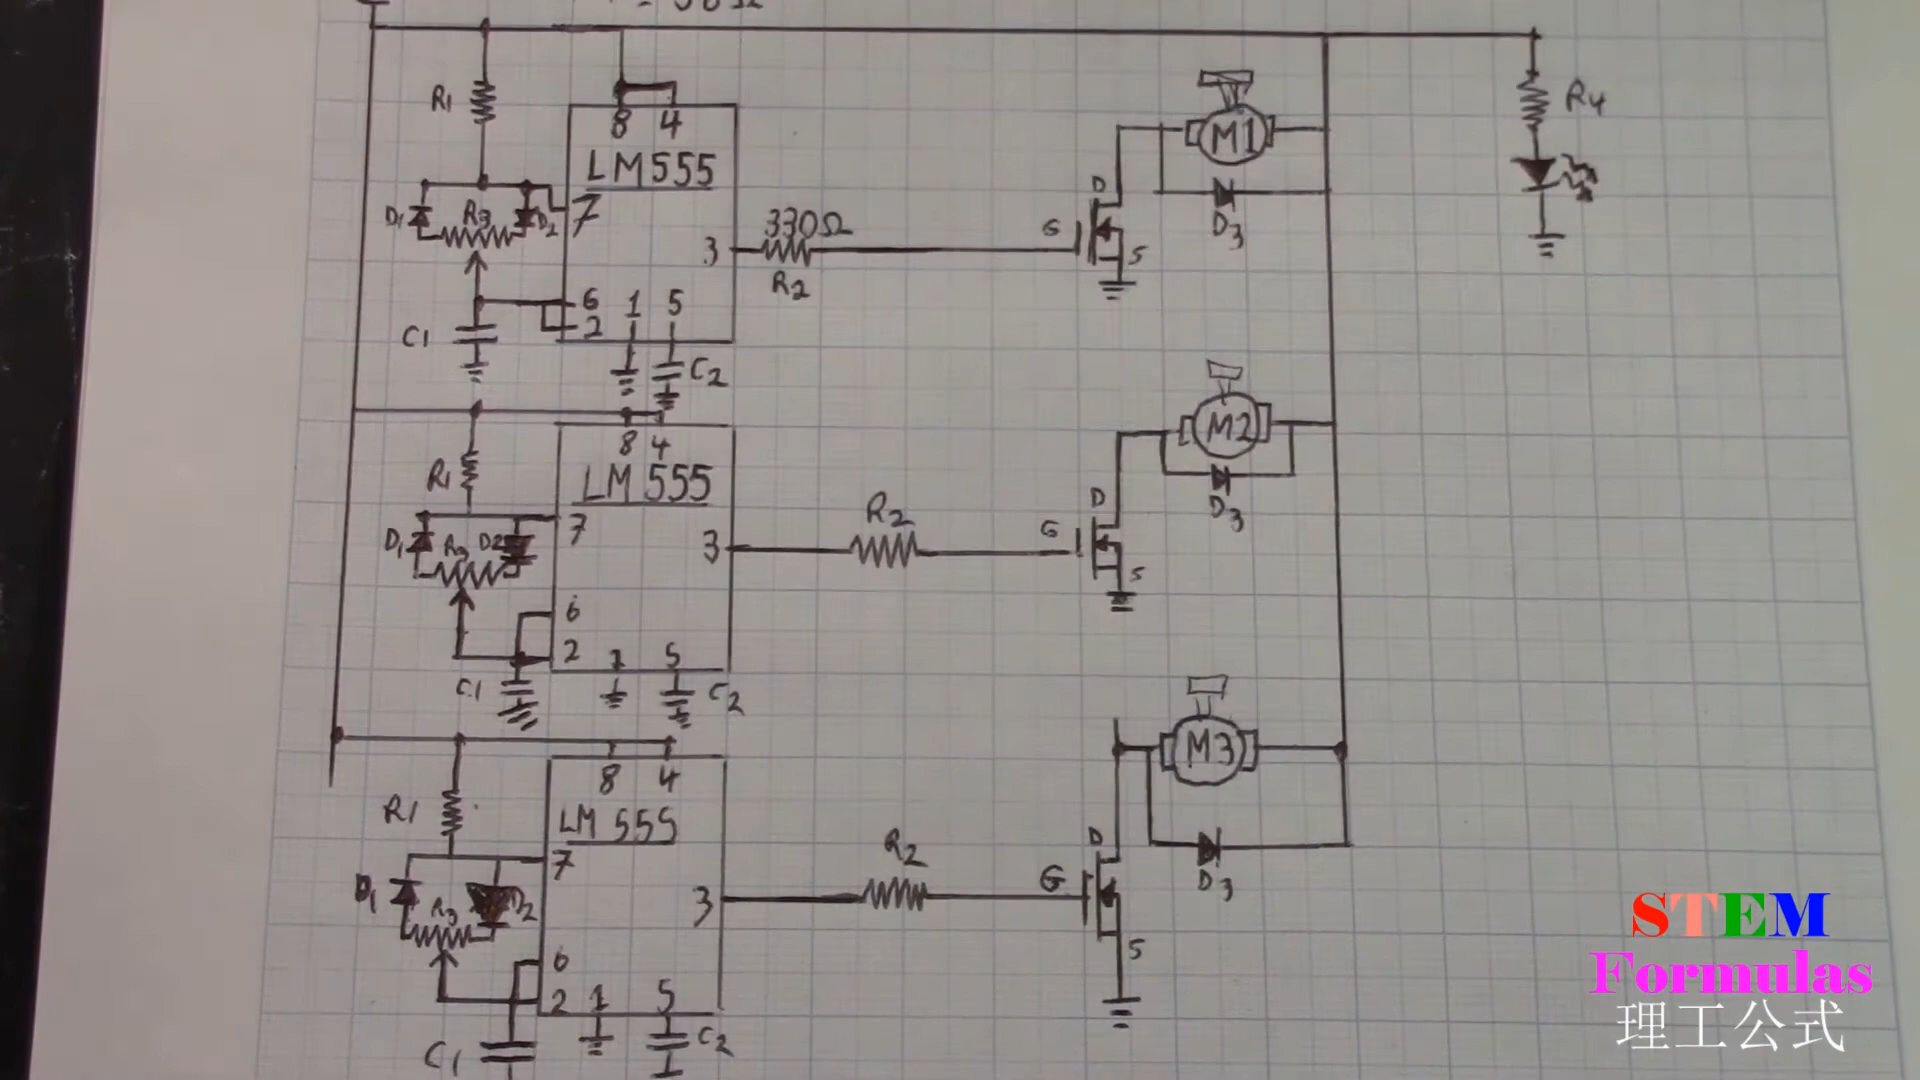 R1
8 4
LM555
7
D1 R3 D2
3
330Ω
R2
6
2
1 5
C1
C2
D
G
S
M1
D3
R4
8 4
R1
LM555
7
D1 R3 D2
3
R2
6
2
1 5
C1
C2
D
G
S
M2
D3
8 4
R1
LM555
7
D1 R3 D2
3
R2
6
2 1 5
C1
C2
D
G
S
M3
D3
STEM
Formulas
理工公式